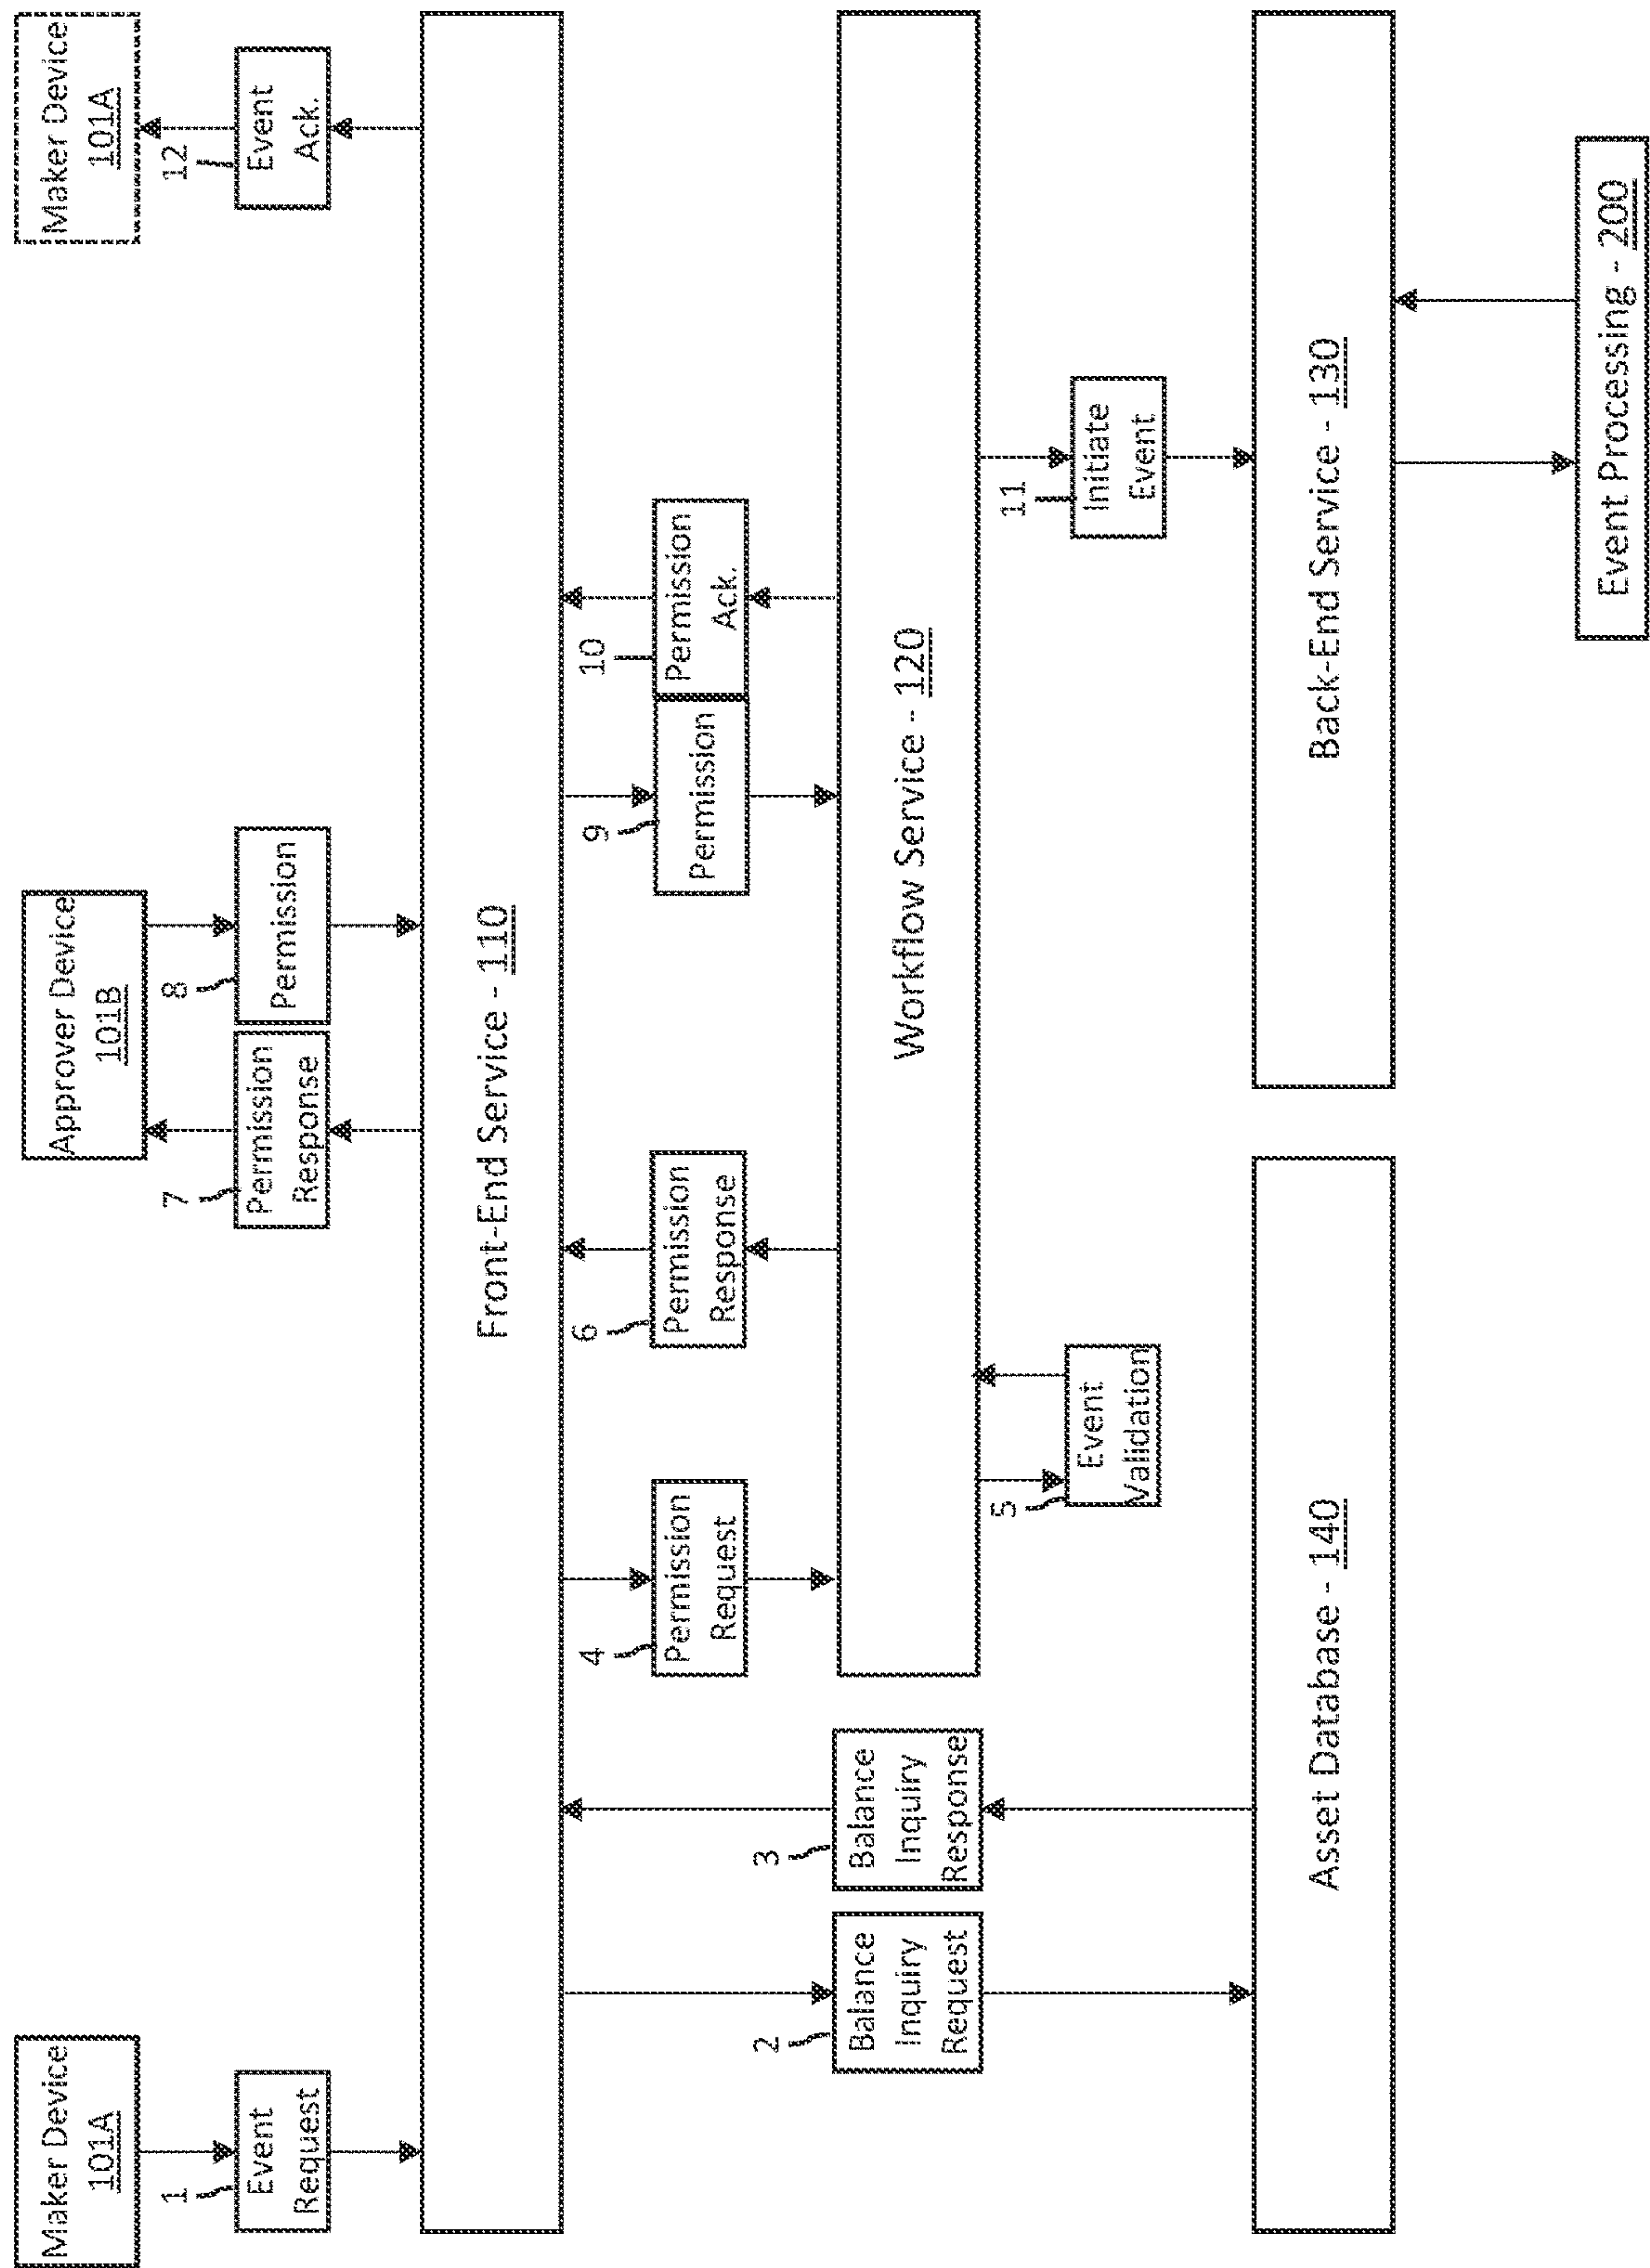 Maker Device
101A
1
Event
Request
Approver Device
101B
7
Permission
Response
8
Permission
Maker Device
101A
12
Event
Ack.
Front-End Service - 110
2
Balance
Inquiry
Request
3
Balance
Inquiry
Response
4
Permission
Request
6
Permission
Response
9
Permission
10
Permission
Ack.
Workflow Service - 120
5
Event
Validation
11
Initiate
Event
Asset Database - 140
Back-End Service - 130
Event Processing - 200